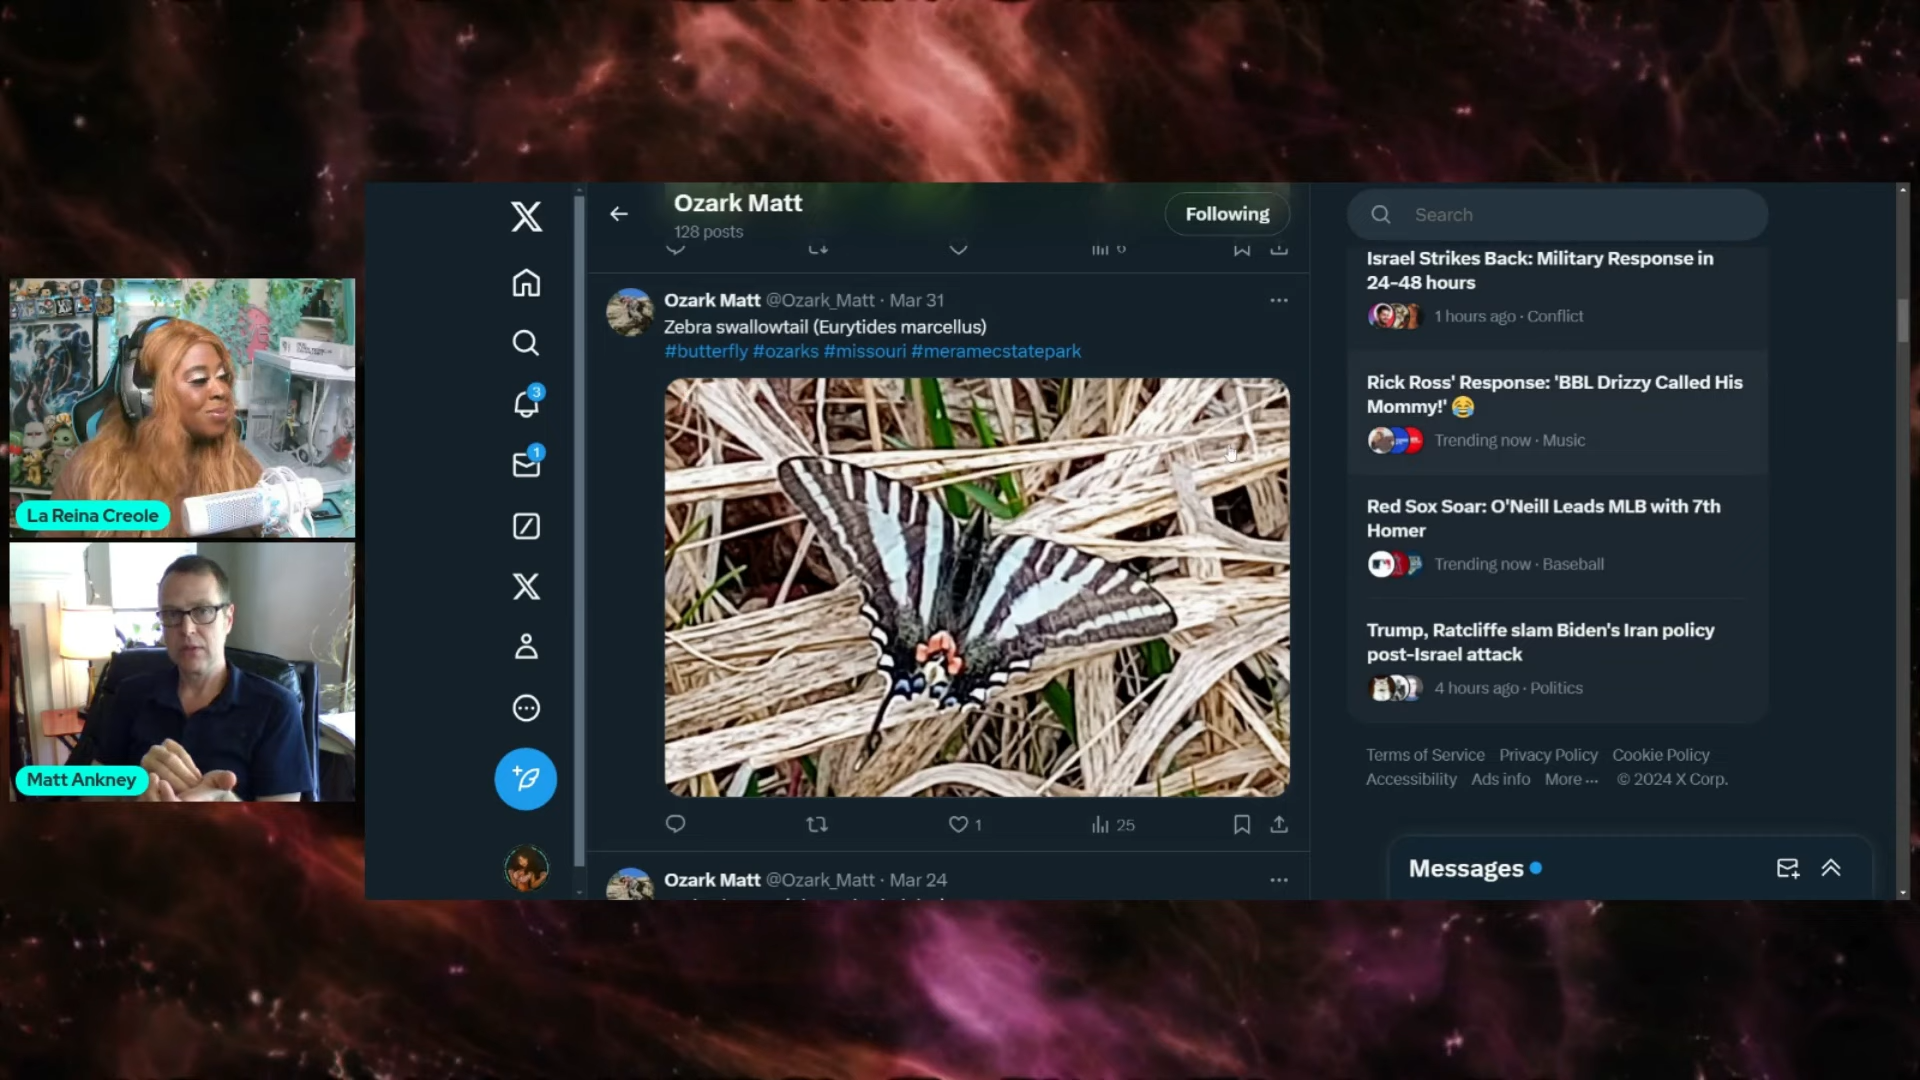 La Reina Creole
Matt Ankney
Ozark Matt
128 posts
Following
6
Ozark Matt @Ozark_Matt · Mar 31
Zebra swallowtail (Eurytides marcellus)
#butterfly #ozarks #missouri #meramecstatepark
3
1
1
25
Ozark Matt @Ozark_Matt · Mar 24
Search
Israel Strikes Back: Military Response in
24-48 hours
1 hours ago · Conflict
Rick Ross' Response: 'BBL Drizzy Called His
Mommy!' 😂
Trending now · Music
Red Sox Soar: O'Neill Leads MLB with 7th
Homer
Trending now · Baseball
Trump, Ratcliffe slam Biden's Iran policy
post-Israel attack
4 hours ago · Politics
Terms of Service Privacy Policy Cookie Policy
Accessibility Ads info More ··· © 2024 X Corp.
Messages